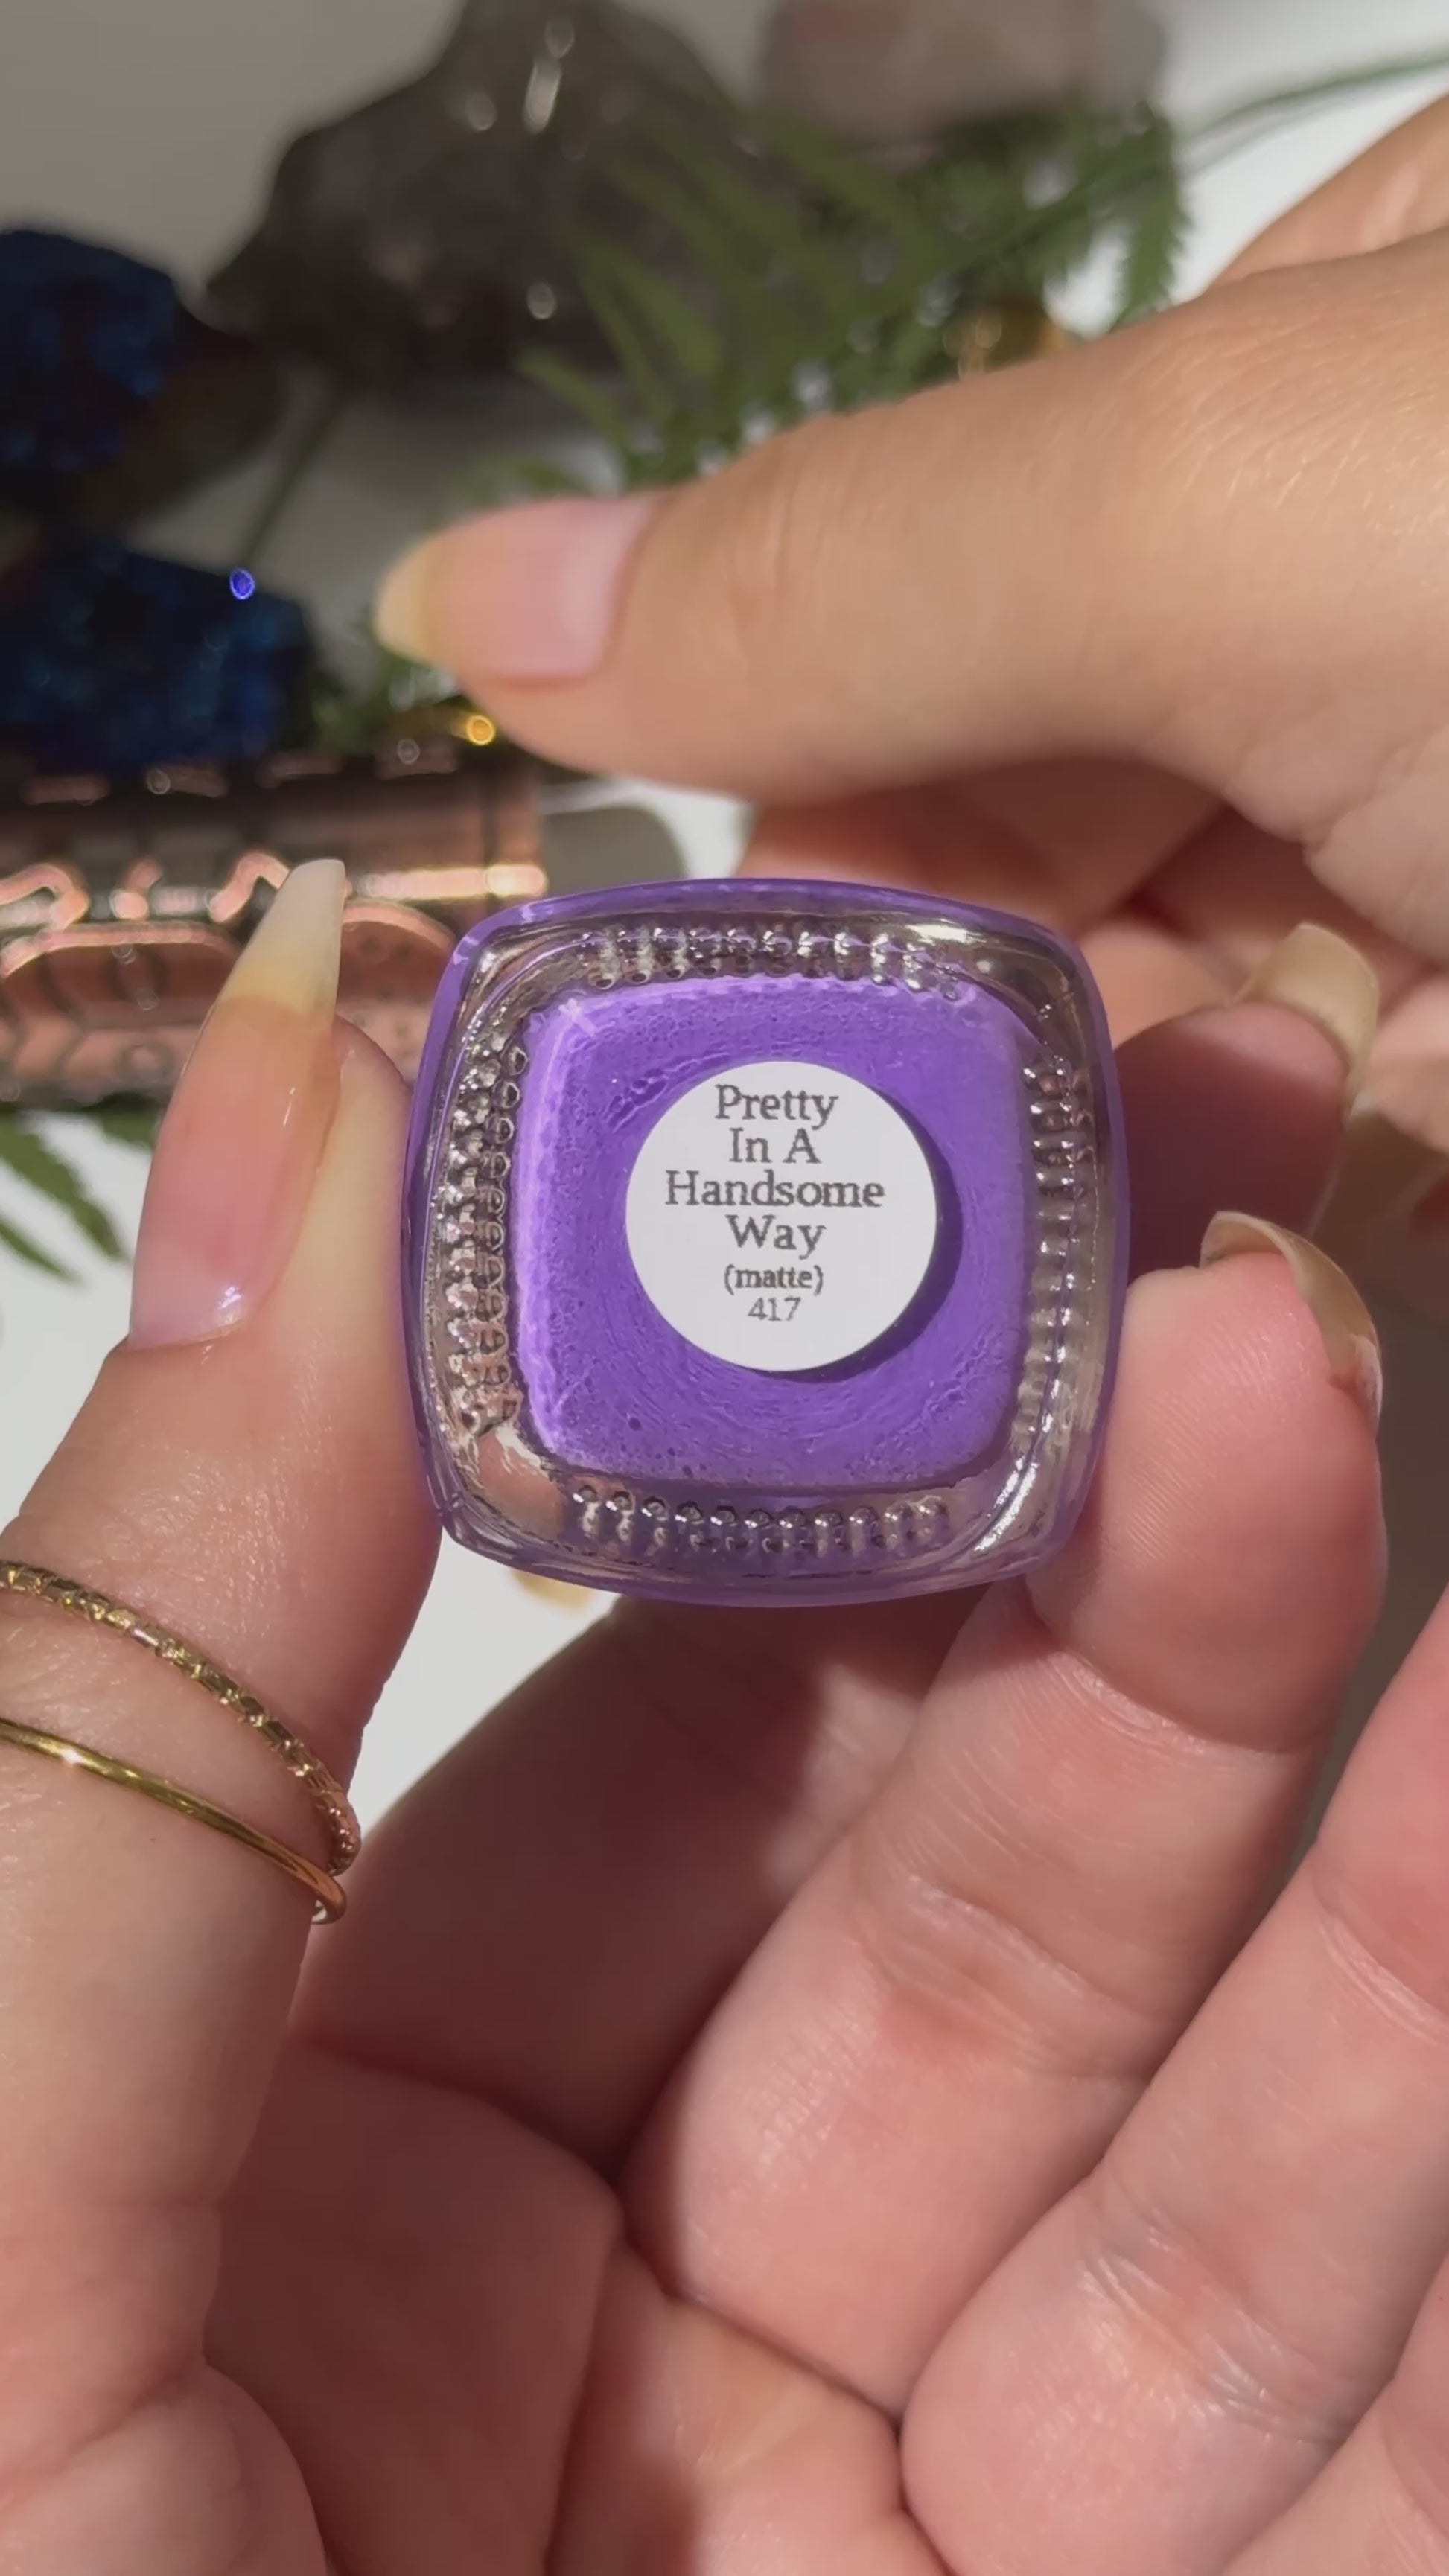 Pretty
In A
Handsome
Way
(matte)
417